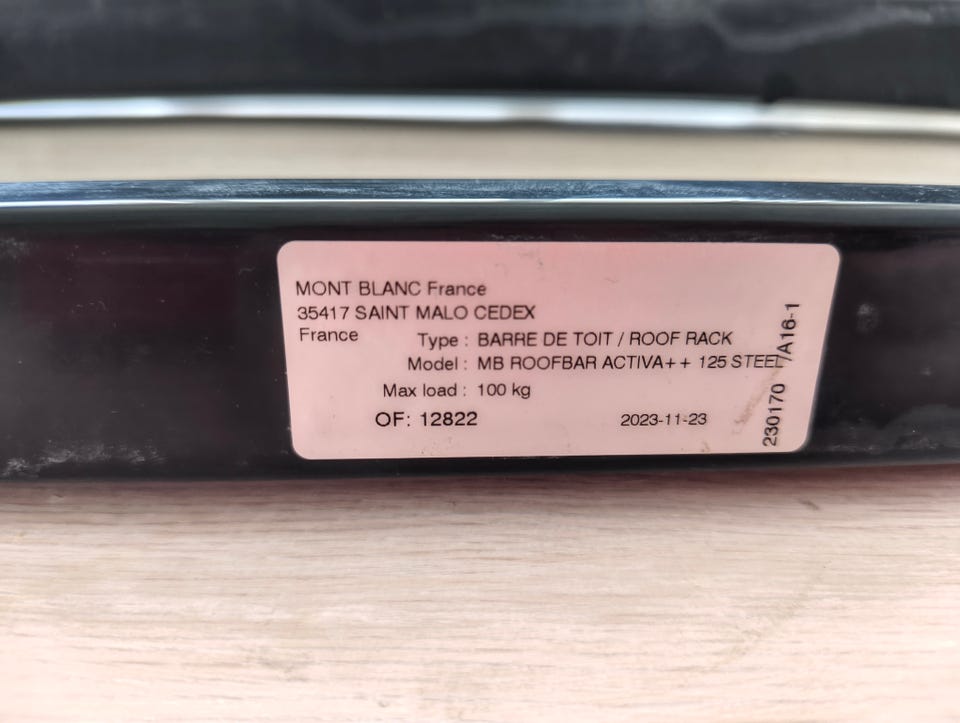 MONT BLANC France
35417 SAINT MALO CEDEX
France
Type : BARRE DE TOIT / ROOF RACK
Model : MB ROOFBAR ACTIVA++ 125 STEEL
Max load : 100 kg
OF: 12822
2023-11-23
230170 /A16-1